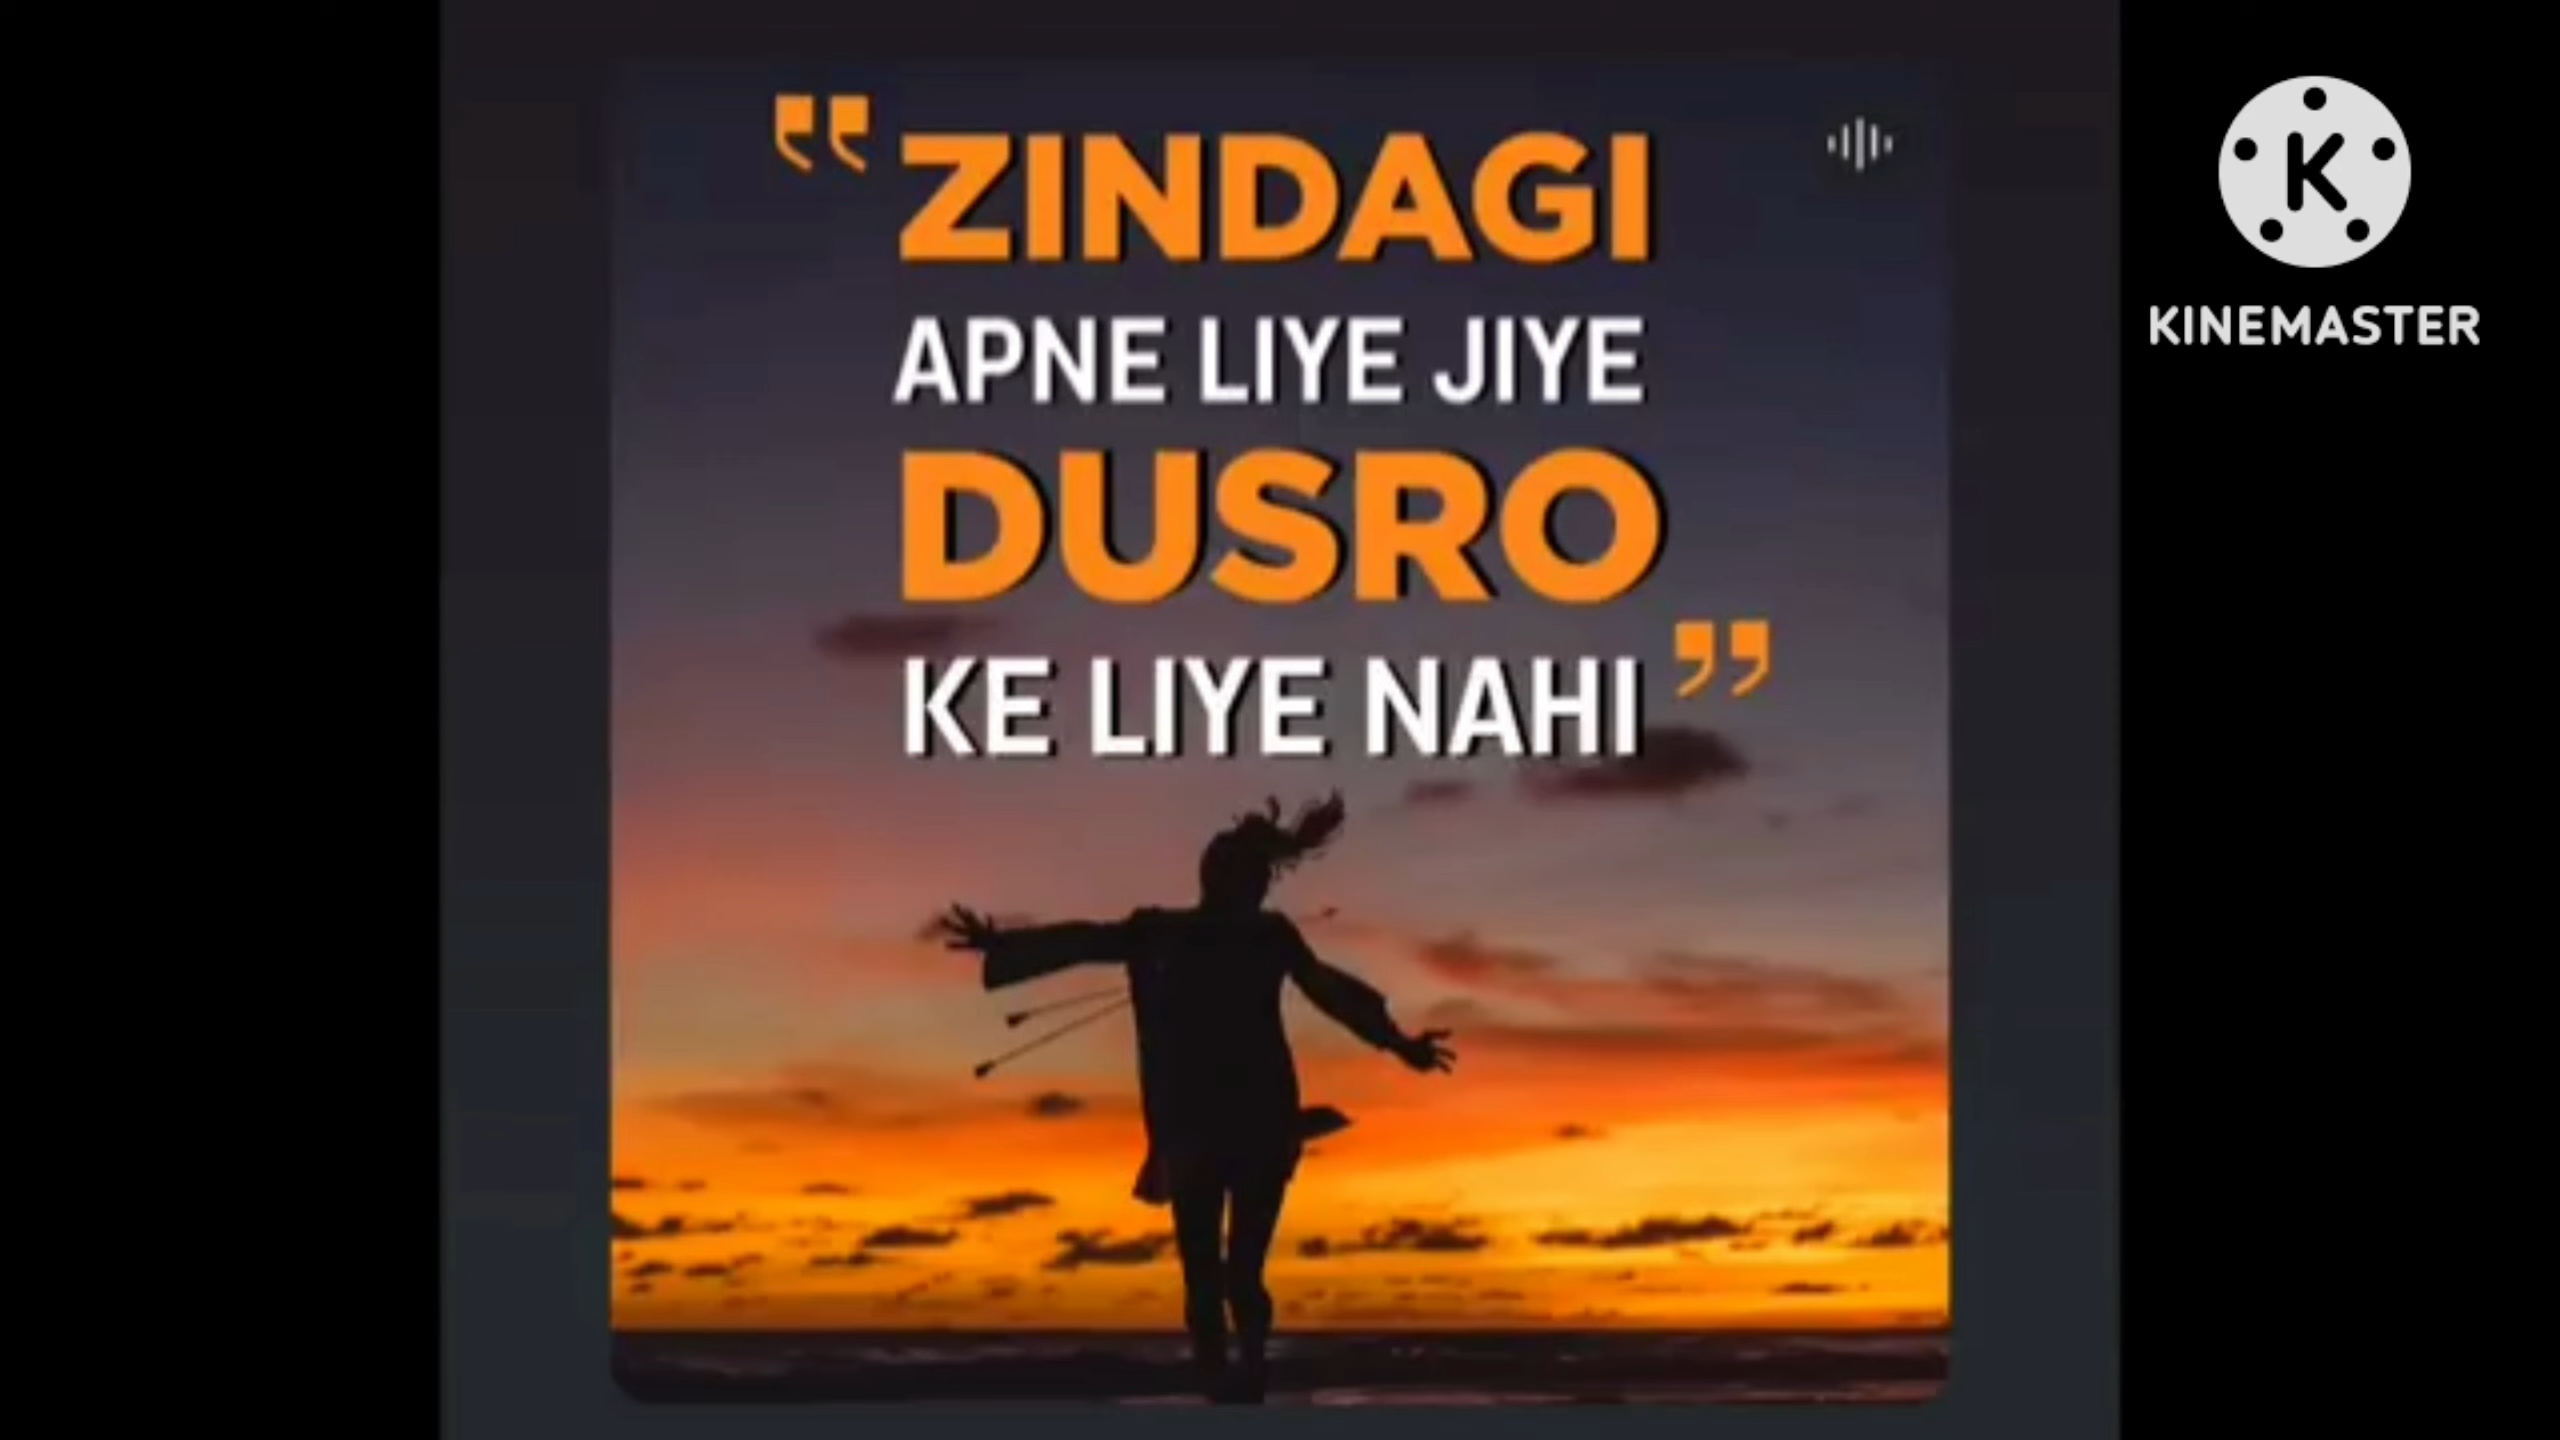 “ZINDAGI
APNE LIYE JIYE
DUSRO
KE LIYE NAHI”
K
KINEMASTER